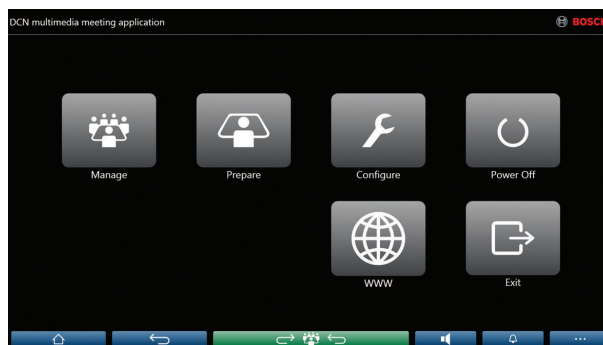 DCN multimedia meeting application
BOSCH
Manage
Prepare
Configure
Power Off
WWW
Exit